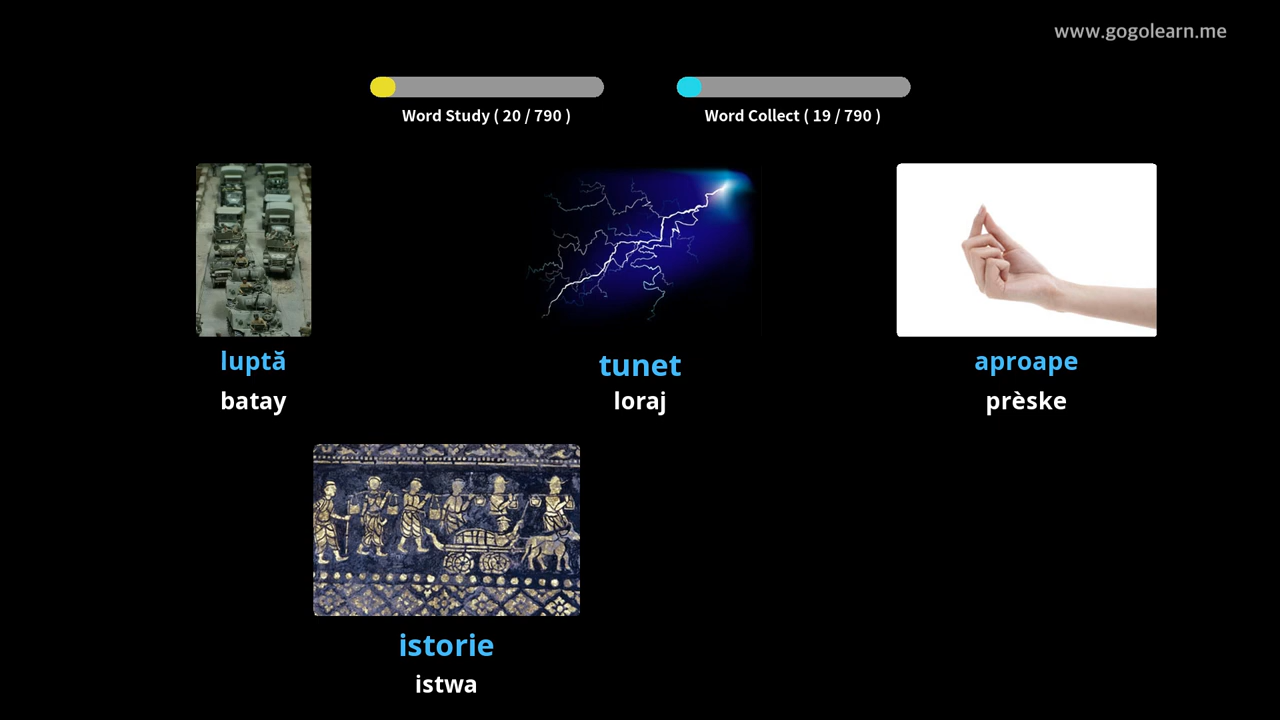 www.gogolearn.me
Word Study ( 20 / 790 )
Word Collect ( 19 / 790 )
luptă
tunet
aproape
batay
loraj
prèske
istorie
istwa